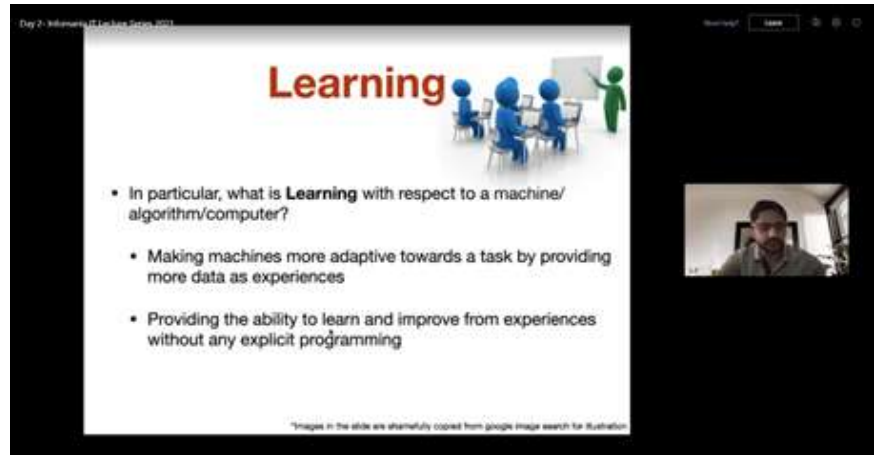 Day 2- Infomania IT Lecture Series 2021
Need help?
Leave
Learning
• In particular, what is Learning with respect to a machine/
algorithm/computer?
• Making machines more adaptive towards a task by providing
more data as experiences
• Providing the ability to learn and improve from experiences
without any explicit programming
*Images in the slide are shamefully copied from google image search for illustration